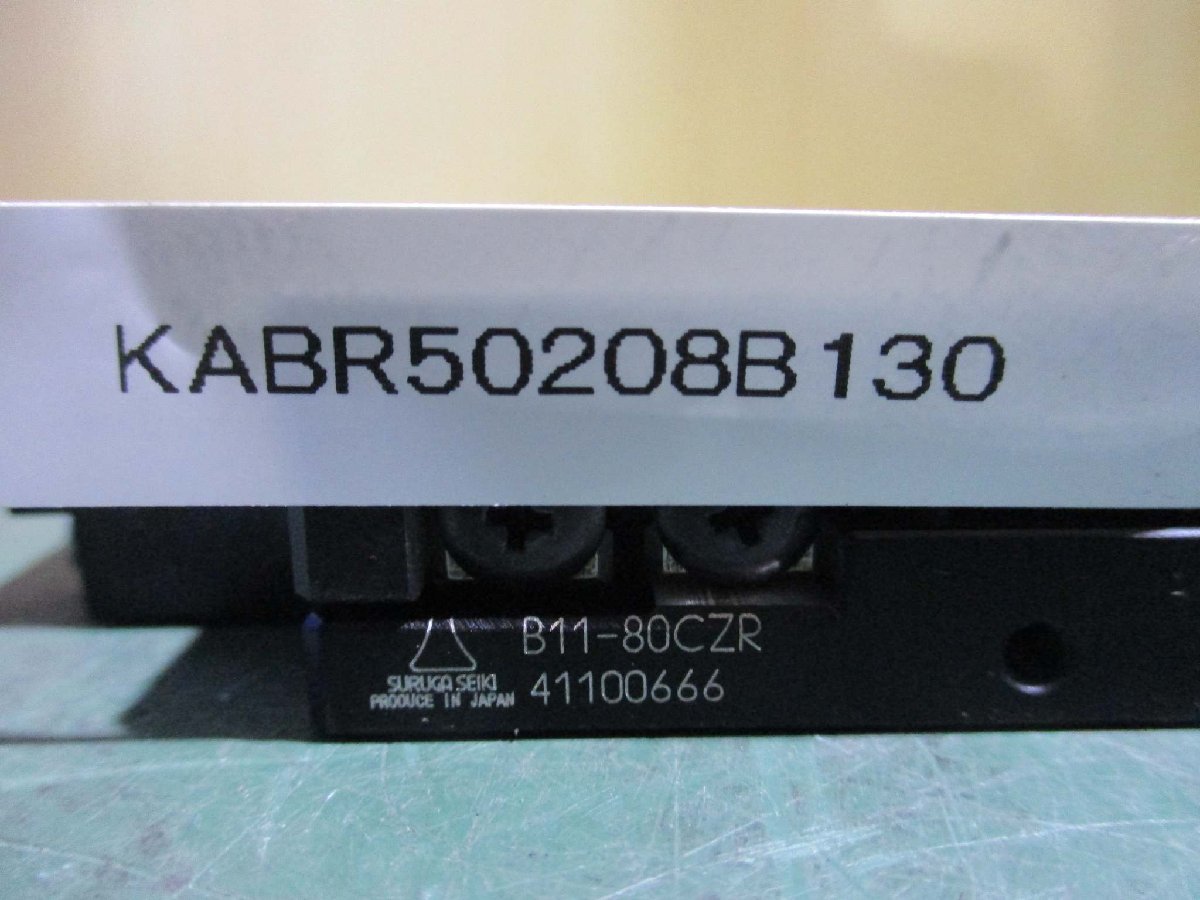 KABR50208B130
B11-80CZR
SURUGA SEIKI 41100666
PRODUCE IN JAPAN